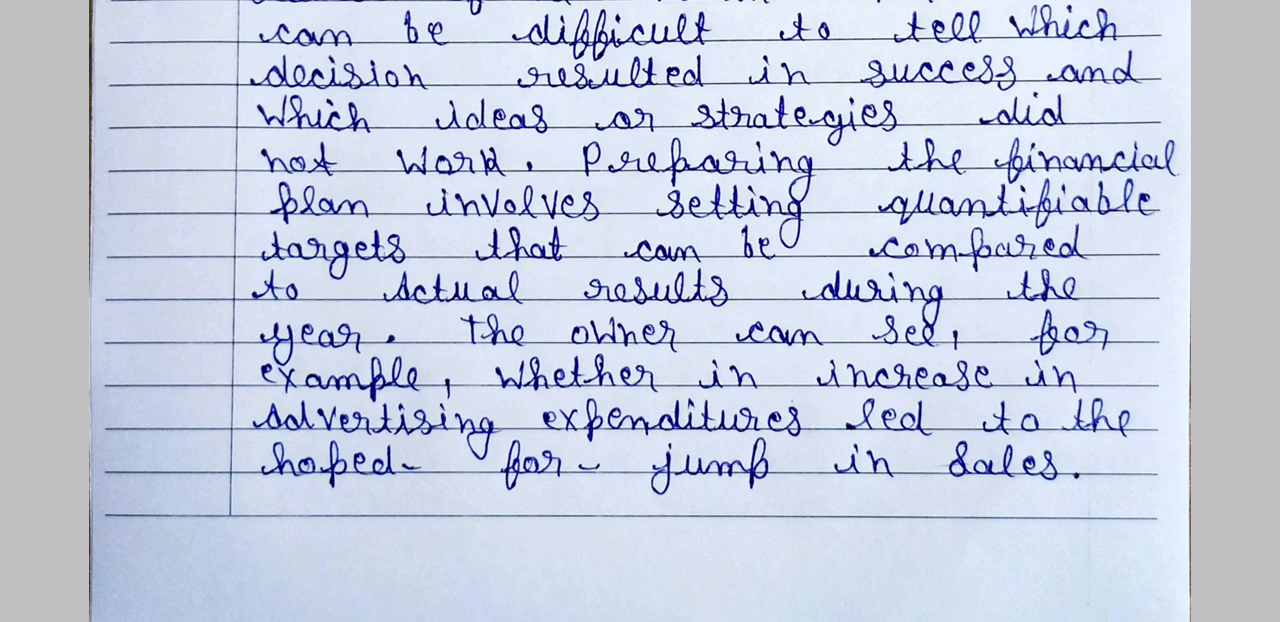 can be difficult to tell which
decision resulted in success and
which ideas or strategies did
not work. Preparing the financial
plan involves setting quantifiable
targets that can be compared
to Actual results during the
year. The owner can see, for
example, whether in increase in
Advertising expenditures led to the
hoped- for- jump in Sales.